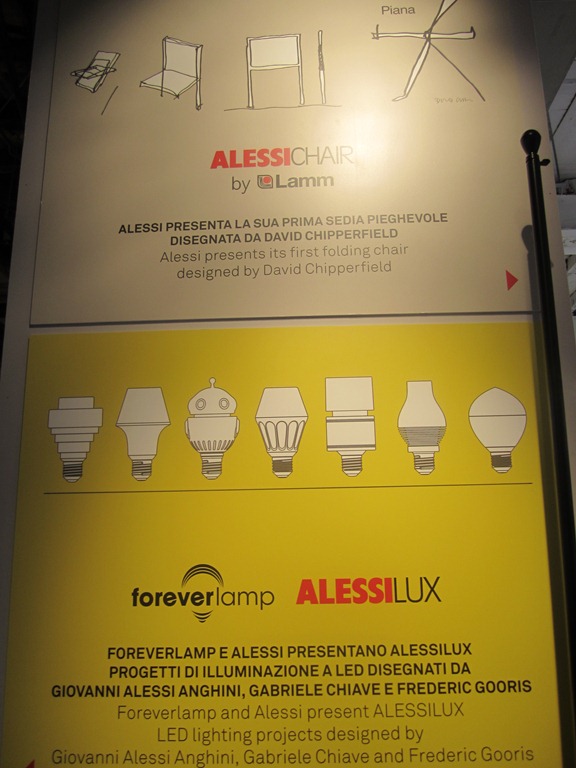 Piana
ALESSICHAIR
by Lamm
ALESSI PRESENTA LA SUA PRIMA SEDIA PIEGHEVOLE
DISEGNATA DA DAVID CHIPPERFIELD
Alessi presents its first folding chair
designed by David Chipperfield
foreverlamp ALESSILUX
FOREVERLAMP E ALESSI PRESENTANO ALESSILUX
PROGETTI DI ILLUMINAZIONE A LED DISEGNATI DA
GIOVANNI ALESSI ANGHINI, GABRIELE CHIAVE E FREDERIC GOORIS
Foreverlamp and Alessi present ALESSILUX
LED lighting projects designed by
Giovanni Alessi Anghini, Gabriele Chiave and Frederic Gooris